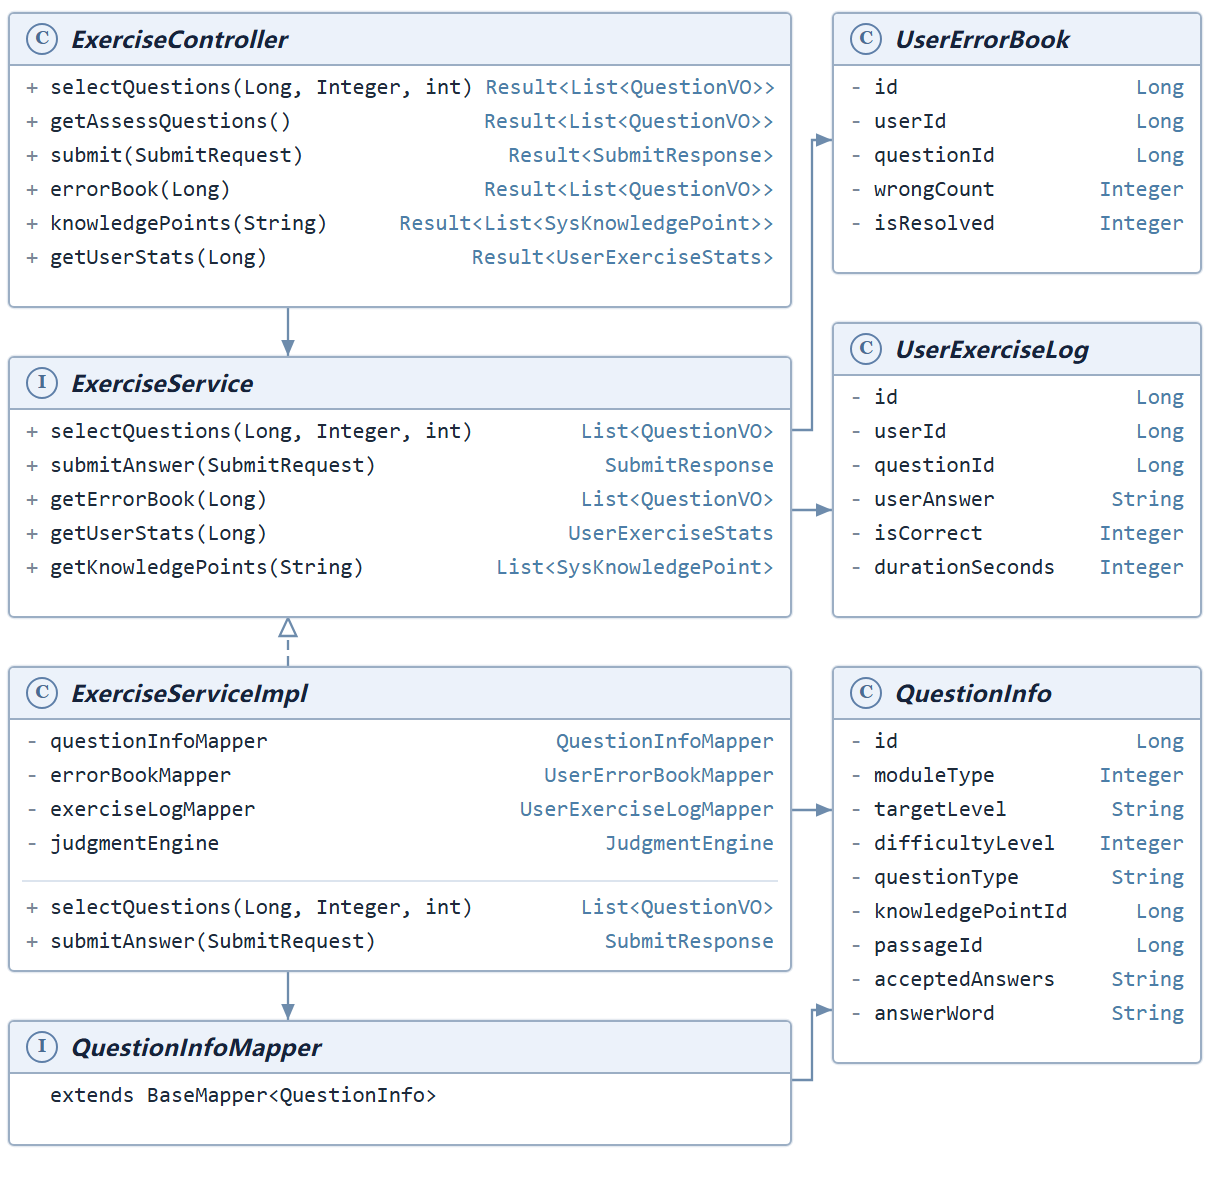 C ExerciseController
+ selectQuestions(Long, Integer, int) Result<List<QuestionVO>>
+ getAssessQuestions() Result<List<QuestionVO>>
+ submit(SubmitRequest) Result<SubmitResponse>
+ errorBook(Long) Result<List<QuestionVO>>
+ knowledgePoints(String) Result<List<SysKnowledgePoint>>
+ getUserStats(Long) Result<UserExerciseStats>
I ExerciseService
+ selectQuestions(Long, Integer, int) List<QuestionVO>
+ submitAnswer(SubmitRequest) SubmitResponse
+ getErrorBook(Long) List<QuestionVO>
+ getUserStats(Long) UserExerciseStats
+ getKnowledgePoints(String) List<SysKnowledgePoint>
C ExerciseServiceImpl
- questionInfoMapper QuestionInfoMapper
- errorBookMapper UserErrorBookMapper
- exerciseLogMapper UserExerciseLogMapper
- judgmentEngine JudgmentEngine
+ selectQuestions(Long, Integer, int) List<QuestionVO>
+ submitAnswer(SubmitRequest) SubmitResponse
I QuestionInfoMapper
extends BaseMapper<QuestionInfo>
C UserErrorBook
- id Long
- userId Long
- questionId Long
- wrongCount Integer
- isResolved Integer
C UserExerciseLog
- id Long
- userId Long
- questionId Long
- userAnswer String
- isCorrect Integer
- durationSeconds Integer
C QuestionInfo
- id Long
- moduleType Integer
- targetLevel String
- difficultyLevel Integer
- questionType String
- knowledgePointId Long
- passageId Long
- acceptedAnswers String
- answerWord String